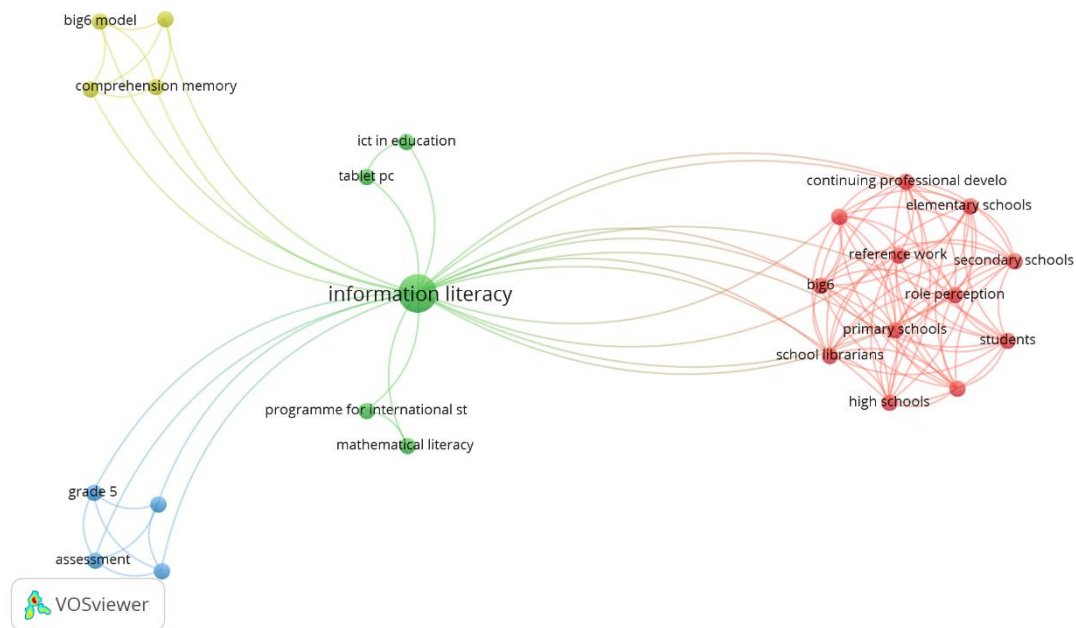 big6 model
comprehension memory
ict in education
tablet pc
continuing professional develo
elementary schools
reference work
secondary schools
big6
role perception
information literacy
primary schools
students
school librarians
high schools
programme for international st
mathematical literacy
grade 5
assessment
VOSviewer